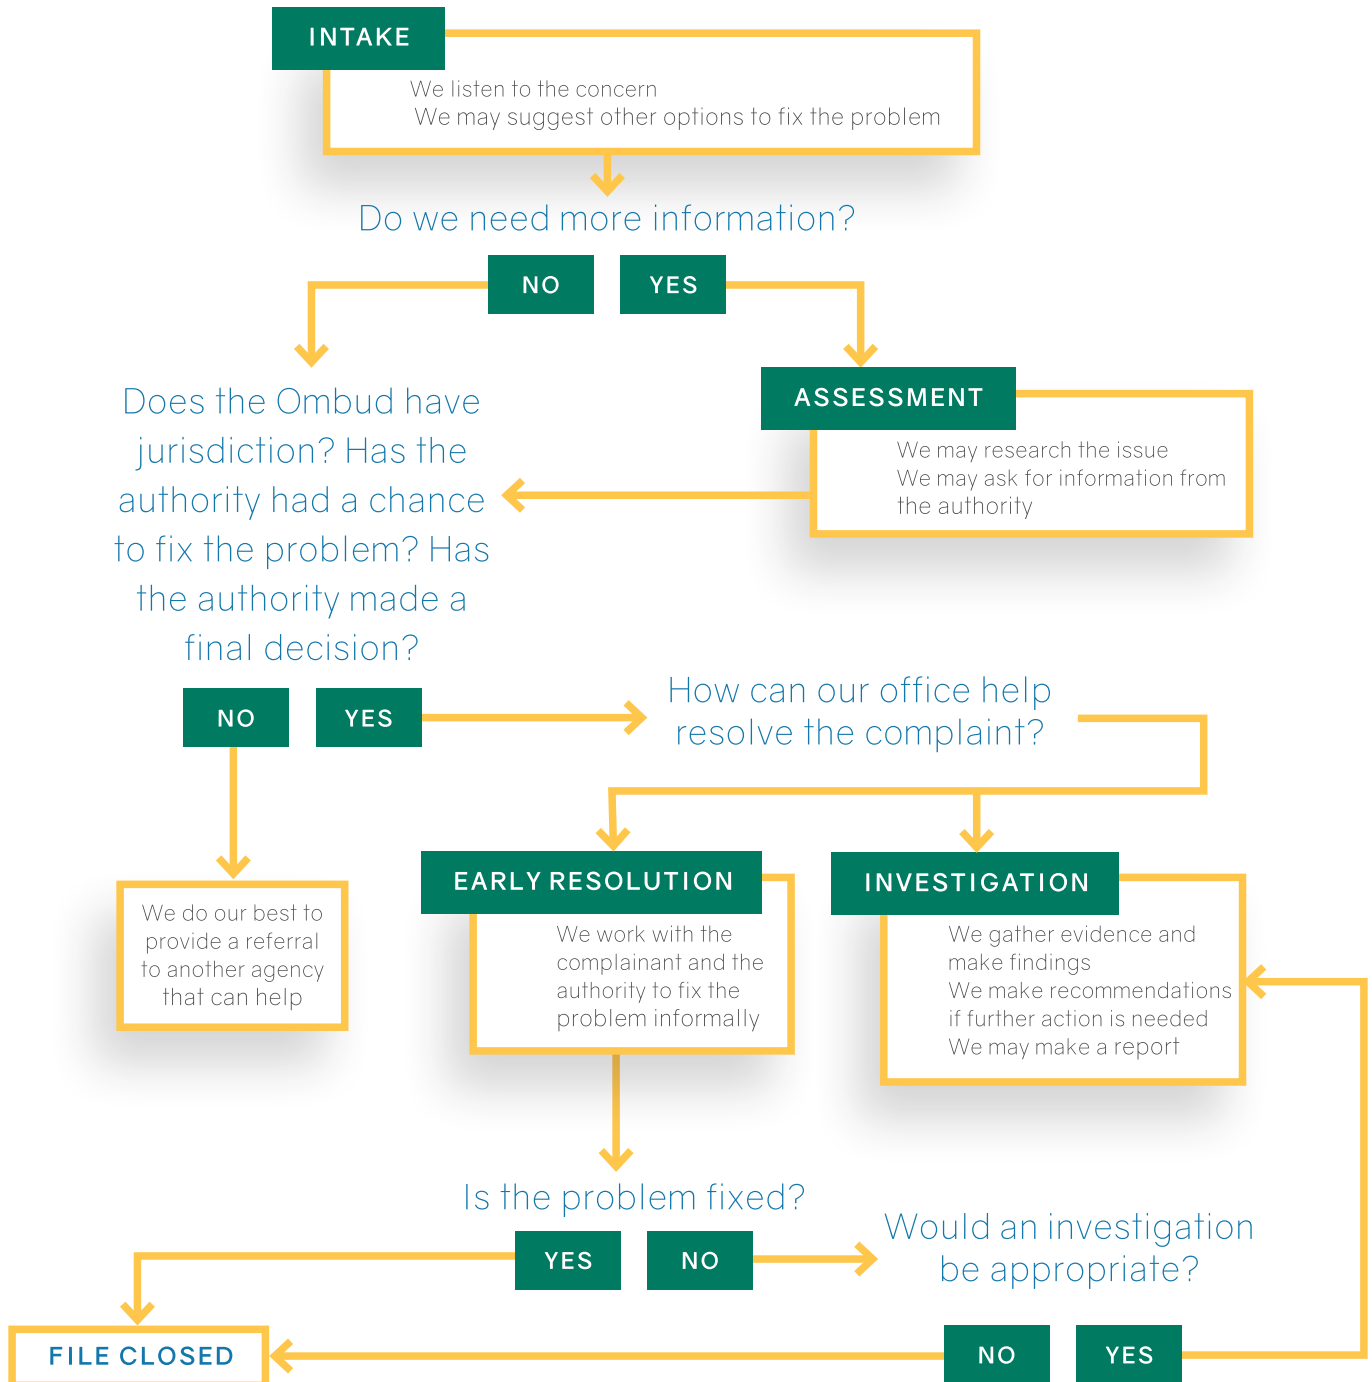 INTAKE
We listen to the concern
We may suggest other options to fix the problem
Do we need more information?
NO
YES
Does the Ombud have
jurisdiction? Has the
authority had a chance
to fix the problem? Has
the authority made a
final decision?
ASSESSMENT
We may research the issue
We may ask for information from
the authority
NO
YES
How can our office help
resolve the complaint?
We do our best to
provide a referral
to another agency
that can help
EARLY RESOLUTION
We work with the
complainant and the
authority to fix the
problem informally
INVESTIGATION
We gather evidence and
make findings
We make recommendations
if further action is needed
We may make a report
Is the problem fixed?
YES
NO
Would an investigation
be appropriate?
NO
YES
FILE CLOSED